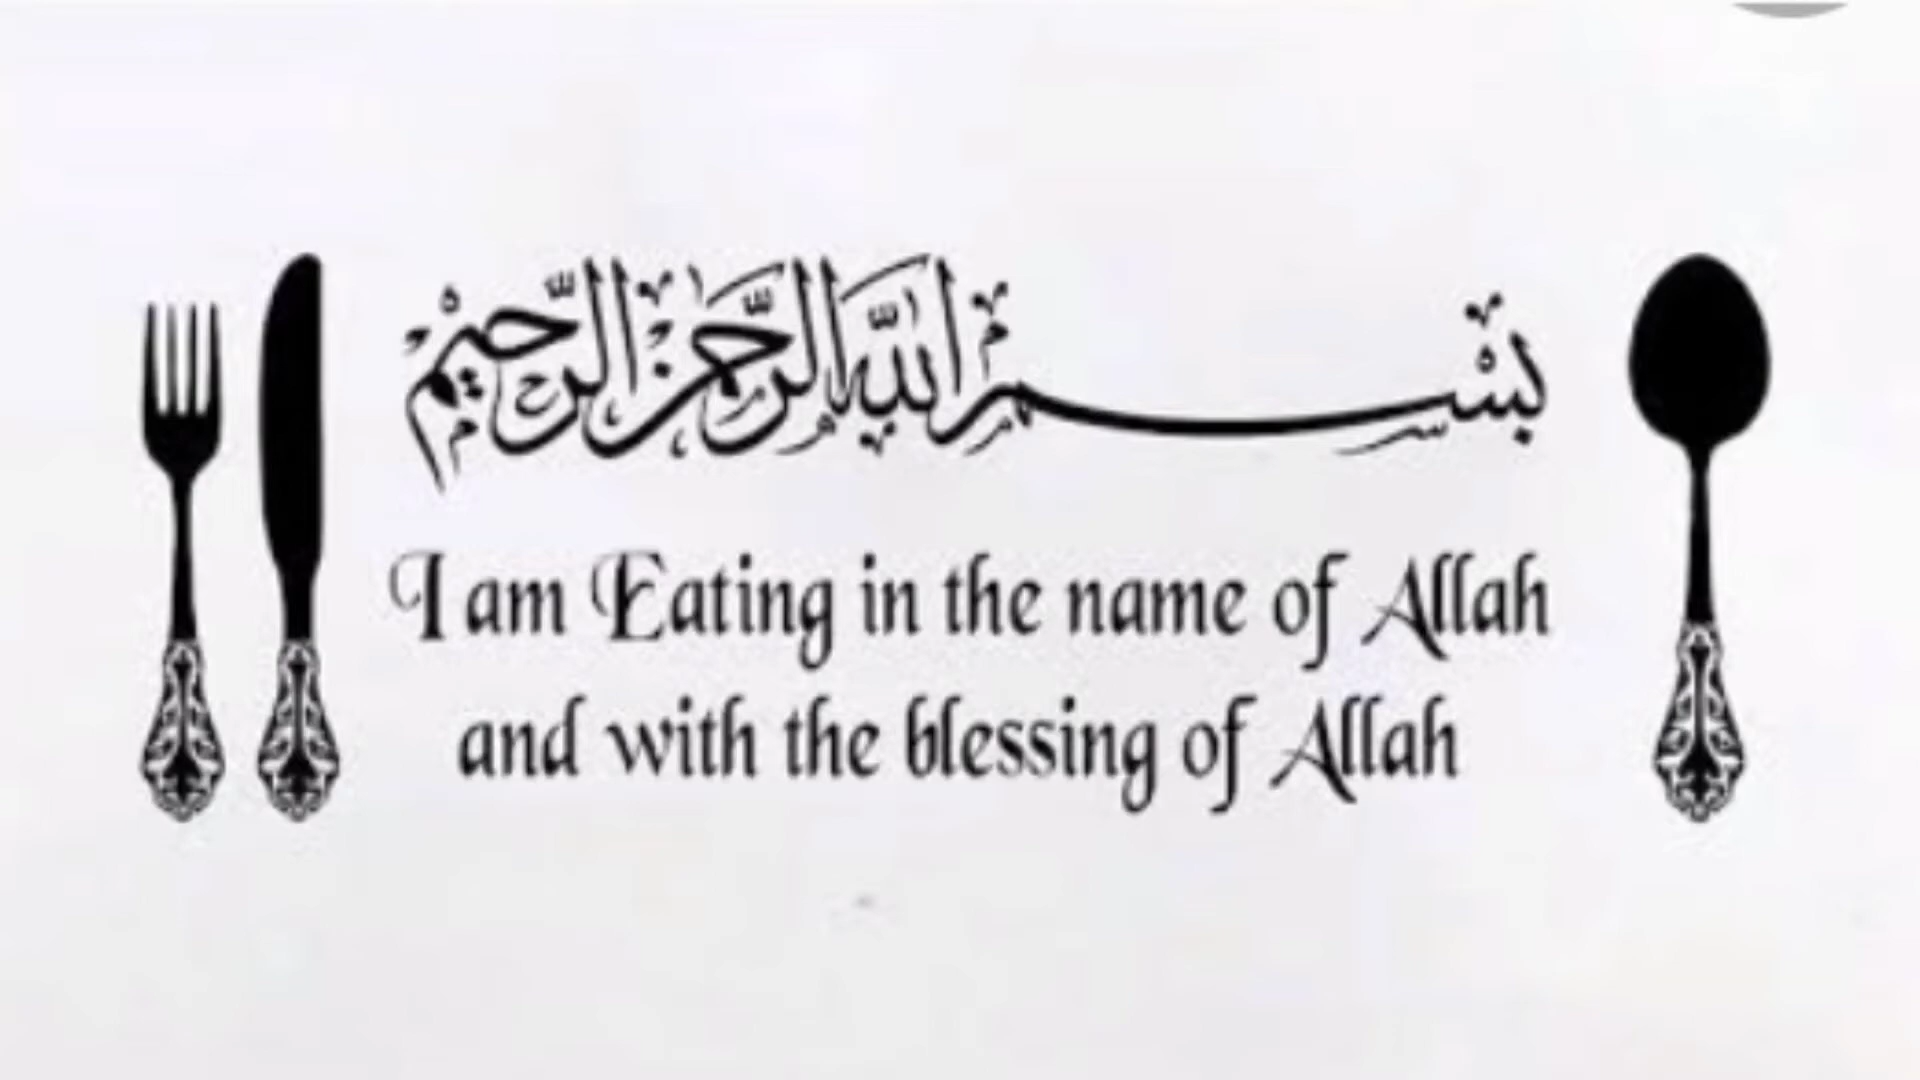 بسم الله الرحمن الرحيم
I am Eating in the name of Allah
and with the blessing of Allah